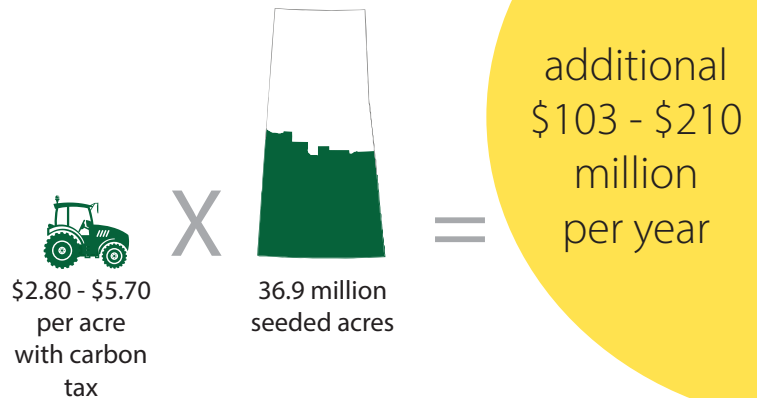 $2.80 - $5.70
per acre
with carbon
tax
X
36.9 million
seeded acres
=
additional
$103 - $210
million
per year